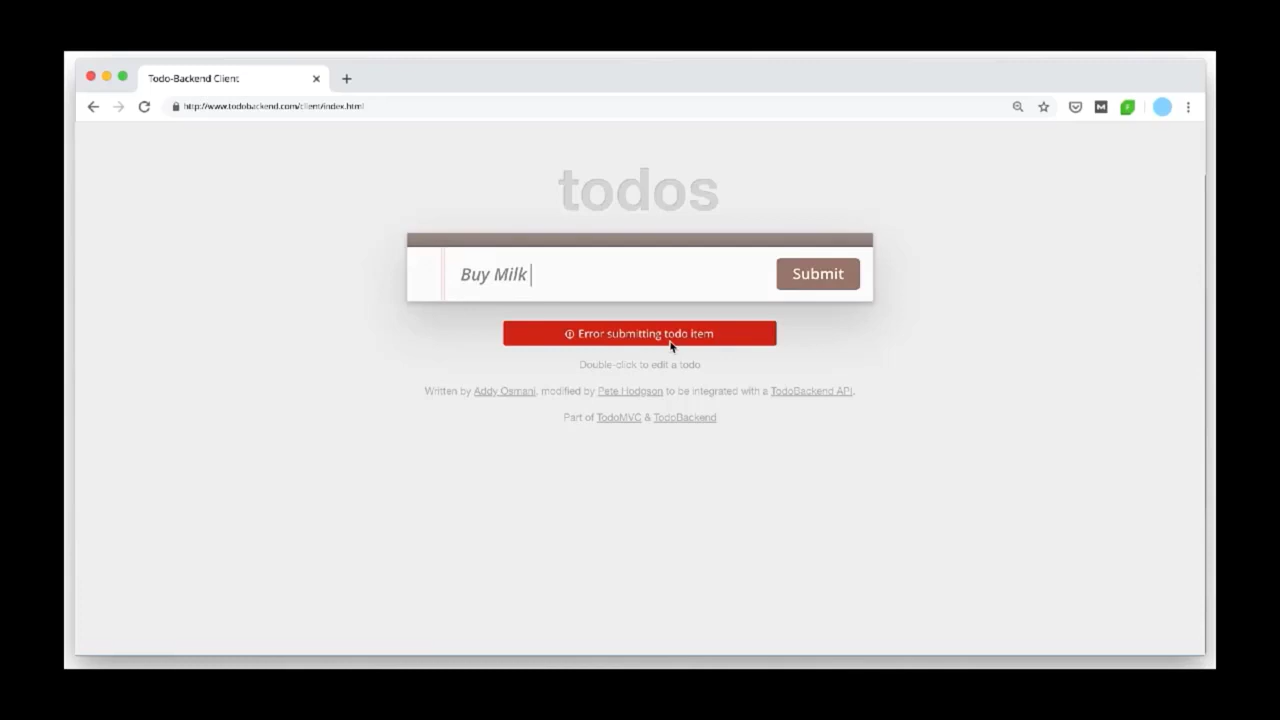 Todo-Backend Client
http://www.todobackend.com/client/index.html
todos
Buy Milk
Submit
Error submitting todo item
Double-click to edit a todo
Written by Addy Osmani, modified by Pete Hodgson to be integrated with a TodoBackend API.
Part of TodoMVC & TodoBackend